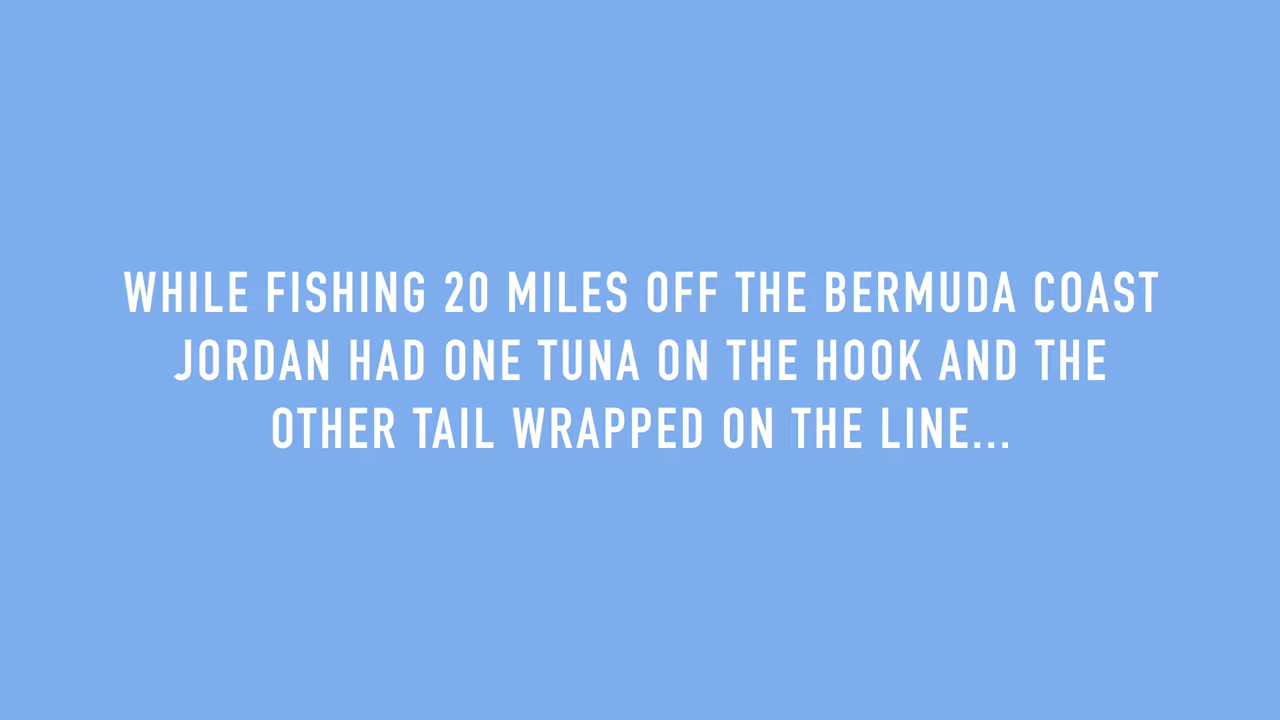 WHILE FISHING 20 MILES OFF THE BERMUDA COAST
JORDAN HAD ONE TUNA ON THE HOOK AND THE
OTHER TAIL WRAPPED ON THE LINE...